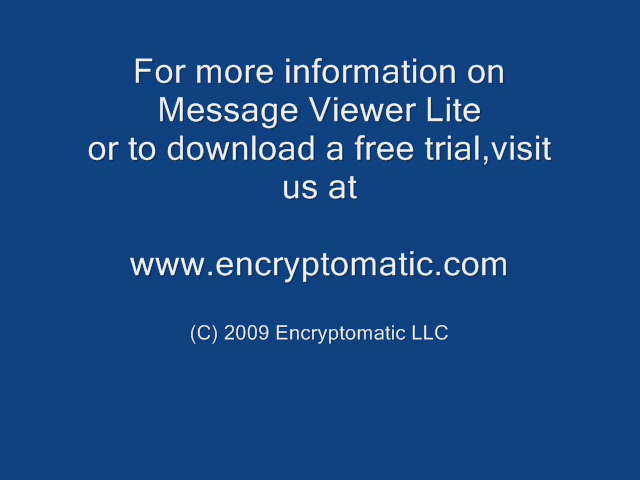 For more information on
Message Viewer Lite
or to download a free trial,visit
us at
www.encryptomatic.com
(C) 2009 Encryptomatic LLC